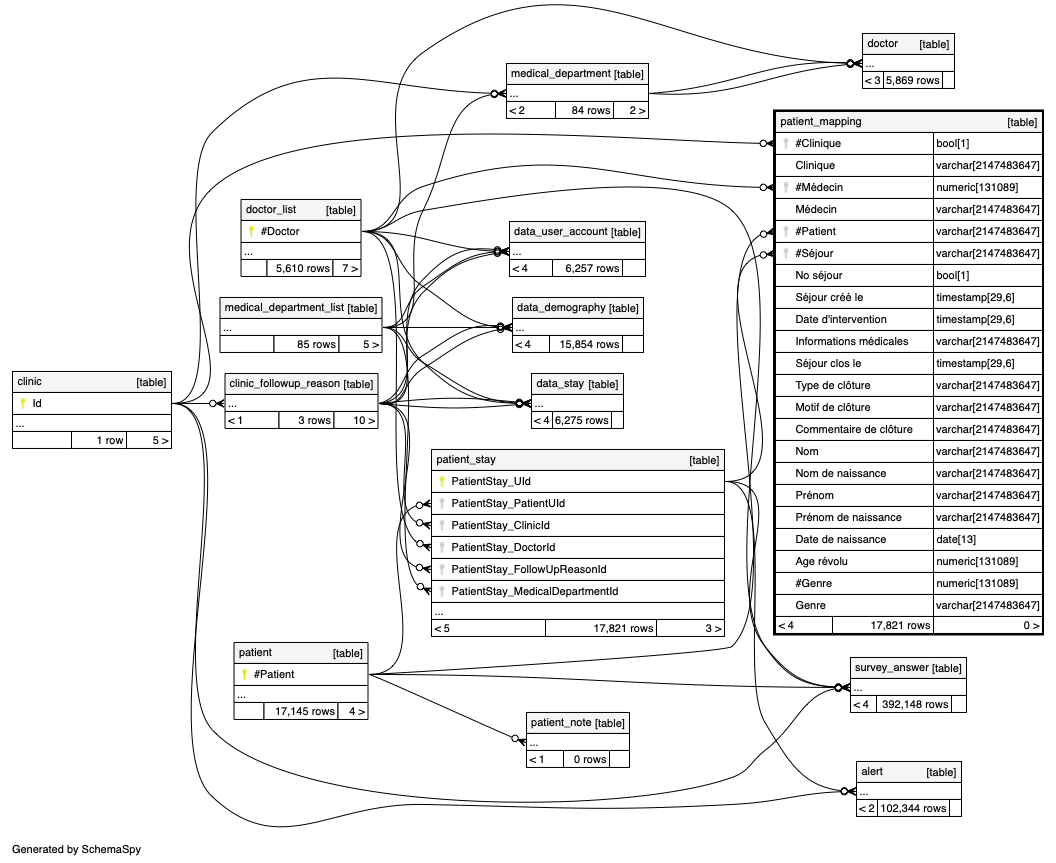 doctor [table]
...
< 3 5,869 rows
medical_department [table]
...
< 2 84 rows 2 >
patient_mapping [table]
#Clinique bool[1]
Clinique varchar[2147483647]
#Médecin numeric[131089]
Médecin varchar[2147483647]
#Patient varchar[2147483647]
#Séjour varchar[2147483647]
No séjour bool[1]
Séjour créé le timestamp[29,6]
Date d'intervention timestamp[29,6]
Informations médicales varchar[2147483647]
Séjour clos le timestamp[29,6]
Type de clôture varchar[2147483647]
Motif de clôture varchar[2147483647]
Commentaire de clôture varchar[2147483647]
Nom varchar[2147483647]
Nom de naissance varchar[2147483647]
Prénom varchar[2147483647]
Prénom de naissance varchar[2147483647]
Date de naissance date[13]
Age révolu numeric[131089]
#Genre numeric[131089]
Genre varchar[2147483647]
< 4 17,821 rows 0 >
doctor_list [table]
#Doctor
...
5,610 rows 7 >
data_user_account [table]
...
< 4 6,257 rows
medical_department_list [table]
...
85 rows 5 >
data_demography [table]
...
< 4 15,854 rows
clinic [table]
Id
...
1 row 5 >
clinic_followup_reason [table]
...
< 1 3 rows 10 >
data_stay [table]
...
< 4 6,275 rows
patient_stay [table]
PatientStay_UId
PatientStay_PatientUId
PatientStay_ClinicId
PatientStay_DoctorId
PatientStay_FollowUpReasonId
PatientStay_MedicalDepartmentId
...
< 5 17,821 rows 3 >
patient [table]
#Patient
...
17,145 rows 4 >
survey_answer [table]
...
< 4 392,148 rows
patient_note [table]
...
< 1 0 rows
alert [table]
...
< 2 102,344 rows
Generated by SchemaSpy